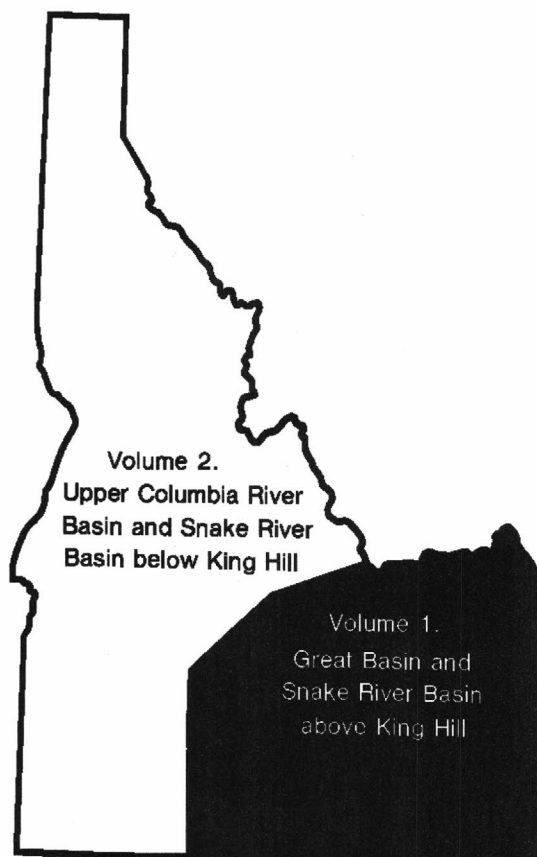 Volume 2.
Upper Columbia River
Basin and Snake River
Basin below King Hill
Volume 1.
Great Basin and
Snake River Basin
above King Hill